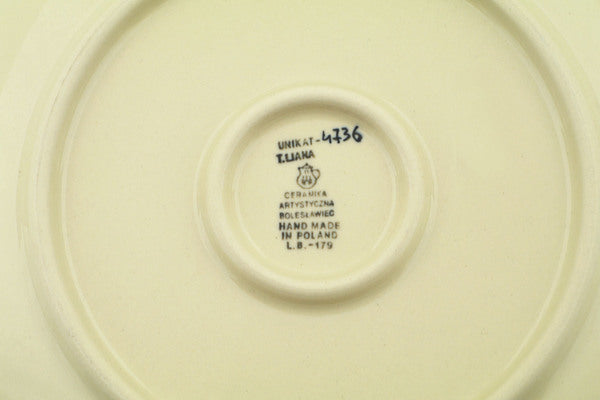 UNIKAT-4736
T.LIANA
CERAMIKA
ARTYSTYCZNA
BOLESŁAWIEC
HAND MADE
IN POLAND
L.B.-179